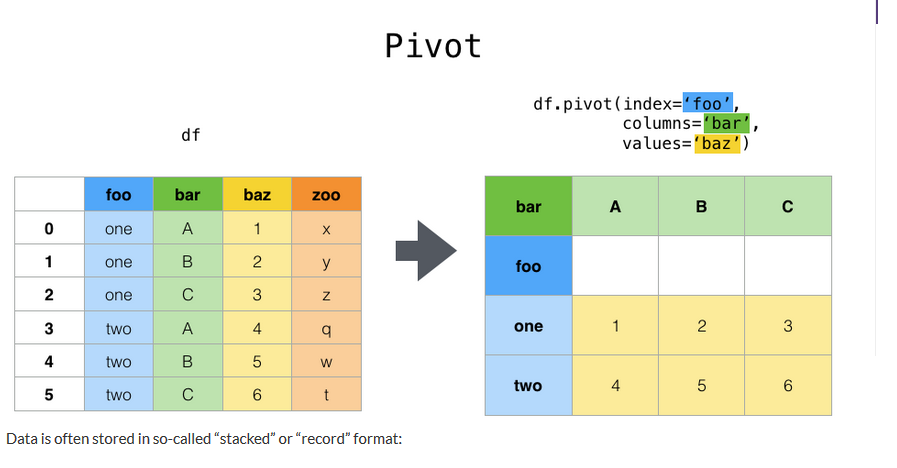 Pivot
df
foo bar baz zoo
0 one A 1 x
1 one B 2 y
2 one C 3 z
3 two A 4 q
4 two B 5 w
5 two C 6 t
df.pivot(index=‘foo’,
columns=‘bar’,
values=‘baz’)
bar A B C
foo
one 1 2 3
two 4 5 6
Data is often stored in so-called “stacked” or “record” format: